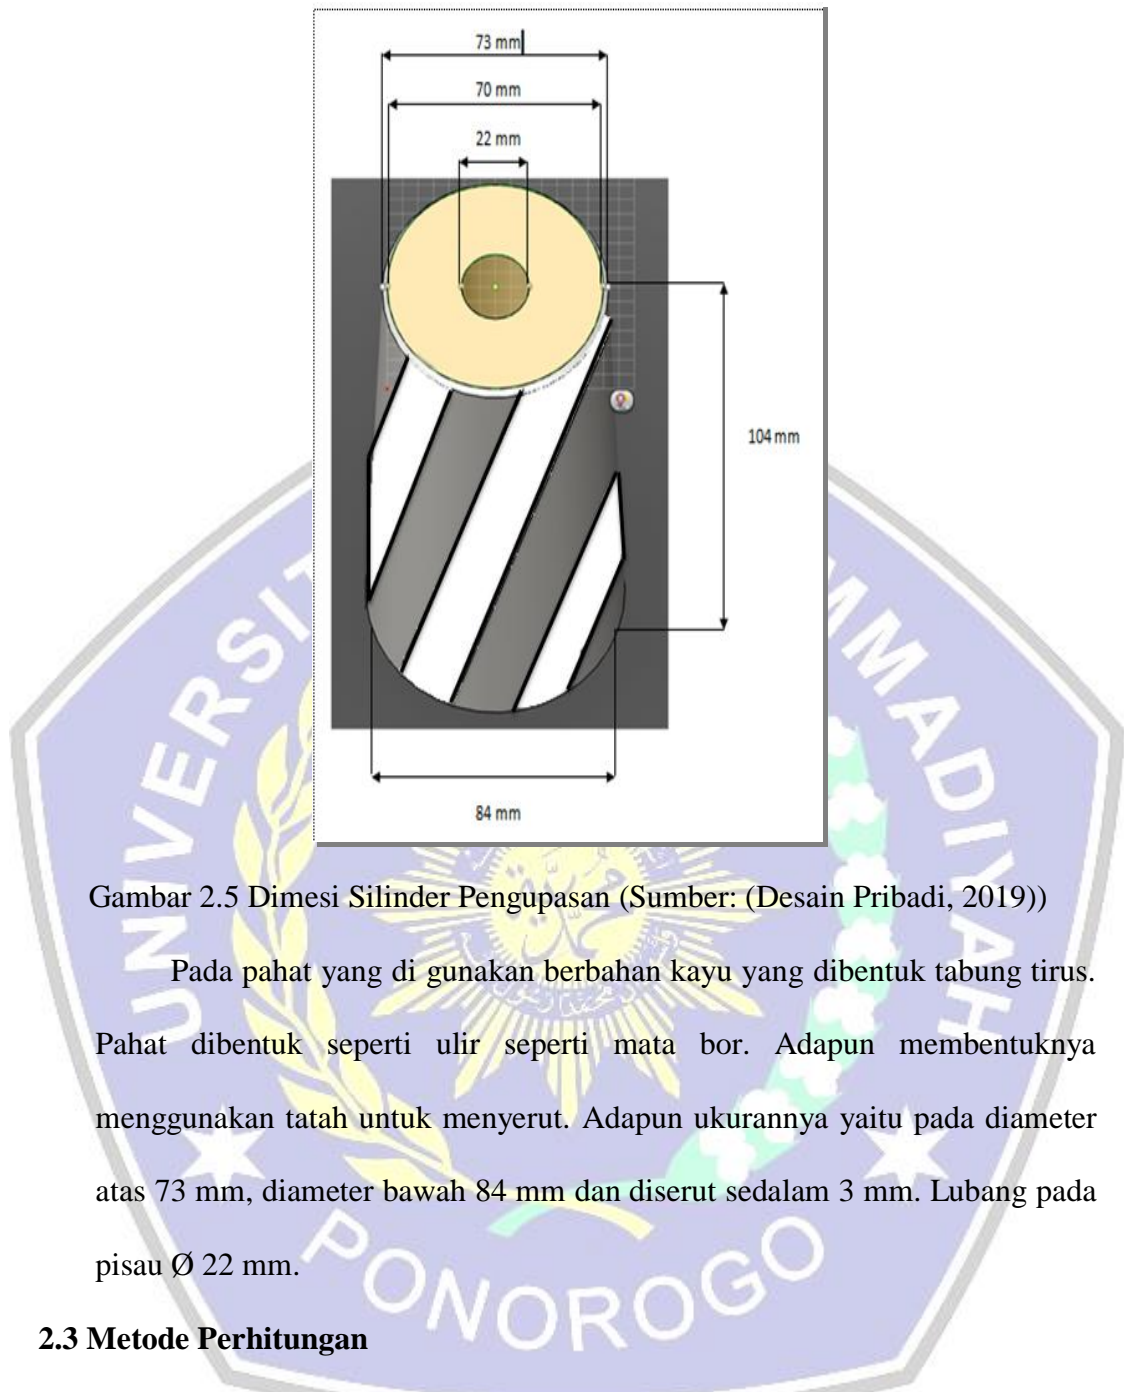 73 mm
70 mm
22 mm
104 mm
84 mm
Gambar 2.5 Dimesi Silinder Pengupasan (Sumber: (Desain Pribadi, 2019))
Pada pahat yang di gunakan berbahan kayu yang dibentuk tabung tirus.
Pahat dibentuk seperti ulir seperti mata bor. Adapun membentuknya
menggunakan tatah untuk menyerut. Adapun ukurannya yaitu pada diameter
atas 73 mm, diameter bawah 84 mm dan diserut sedalam 3 mm. Lubang pada
pisau Ø 22 mm.
2.3 Metode Perhitungan
PONOROGO